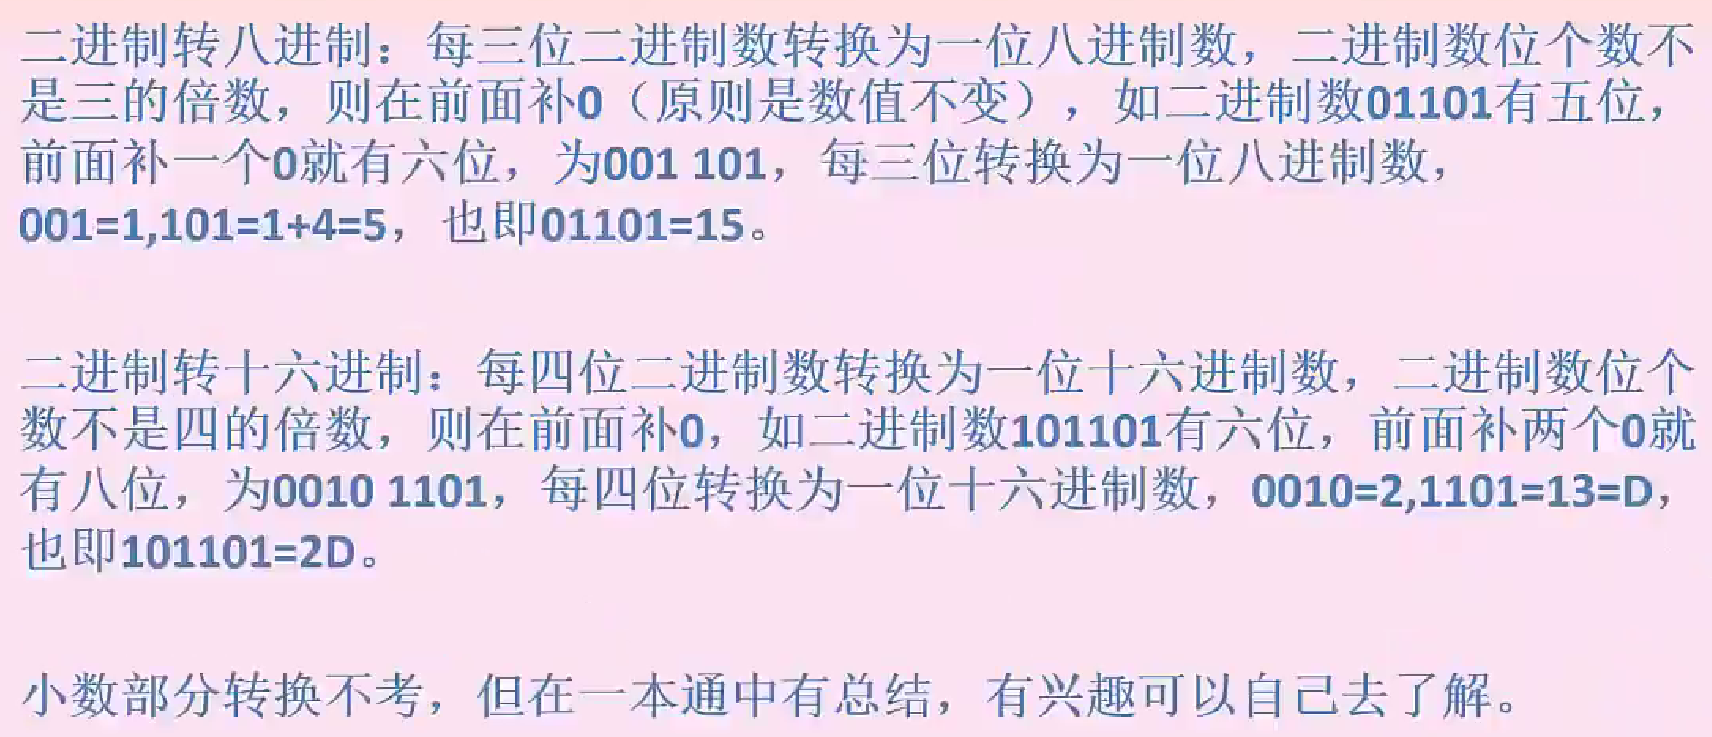 二进制转八进制：每三位二进制数转换为一位八进制数，二进制数位个数不
是三的倍数，则在前面补0（原则是数值不变），如二进制数01101有五位，
前面补一个0就有六位，为001 101，每三位转换为一位八进制数，
001=1,101=1+4=5，也即01101=15。
二进制转十六进制：每四位二进制数转换为一位十六进制数，二进制数位个
数不是四的倍数，则在前面补0，如二进制数101101有六位，前面补两个0就
有八位，为0010 1101，每四位转换为一位十六进制数，0010=2,1101=13=D，
也即101101=2D。
小数部分转换不考，但在一本通中有总结，有兴趣可以自己去了解。